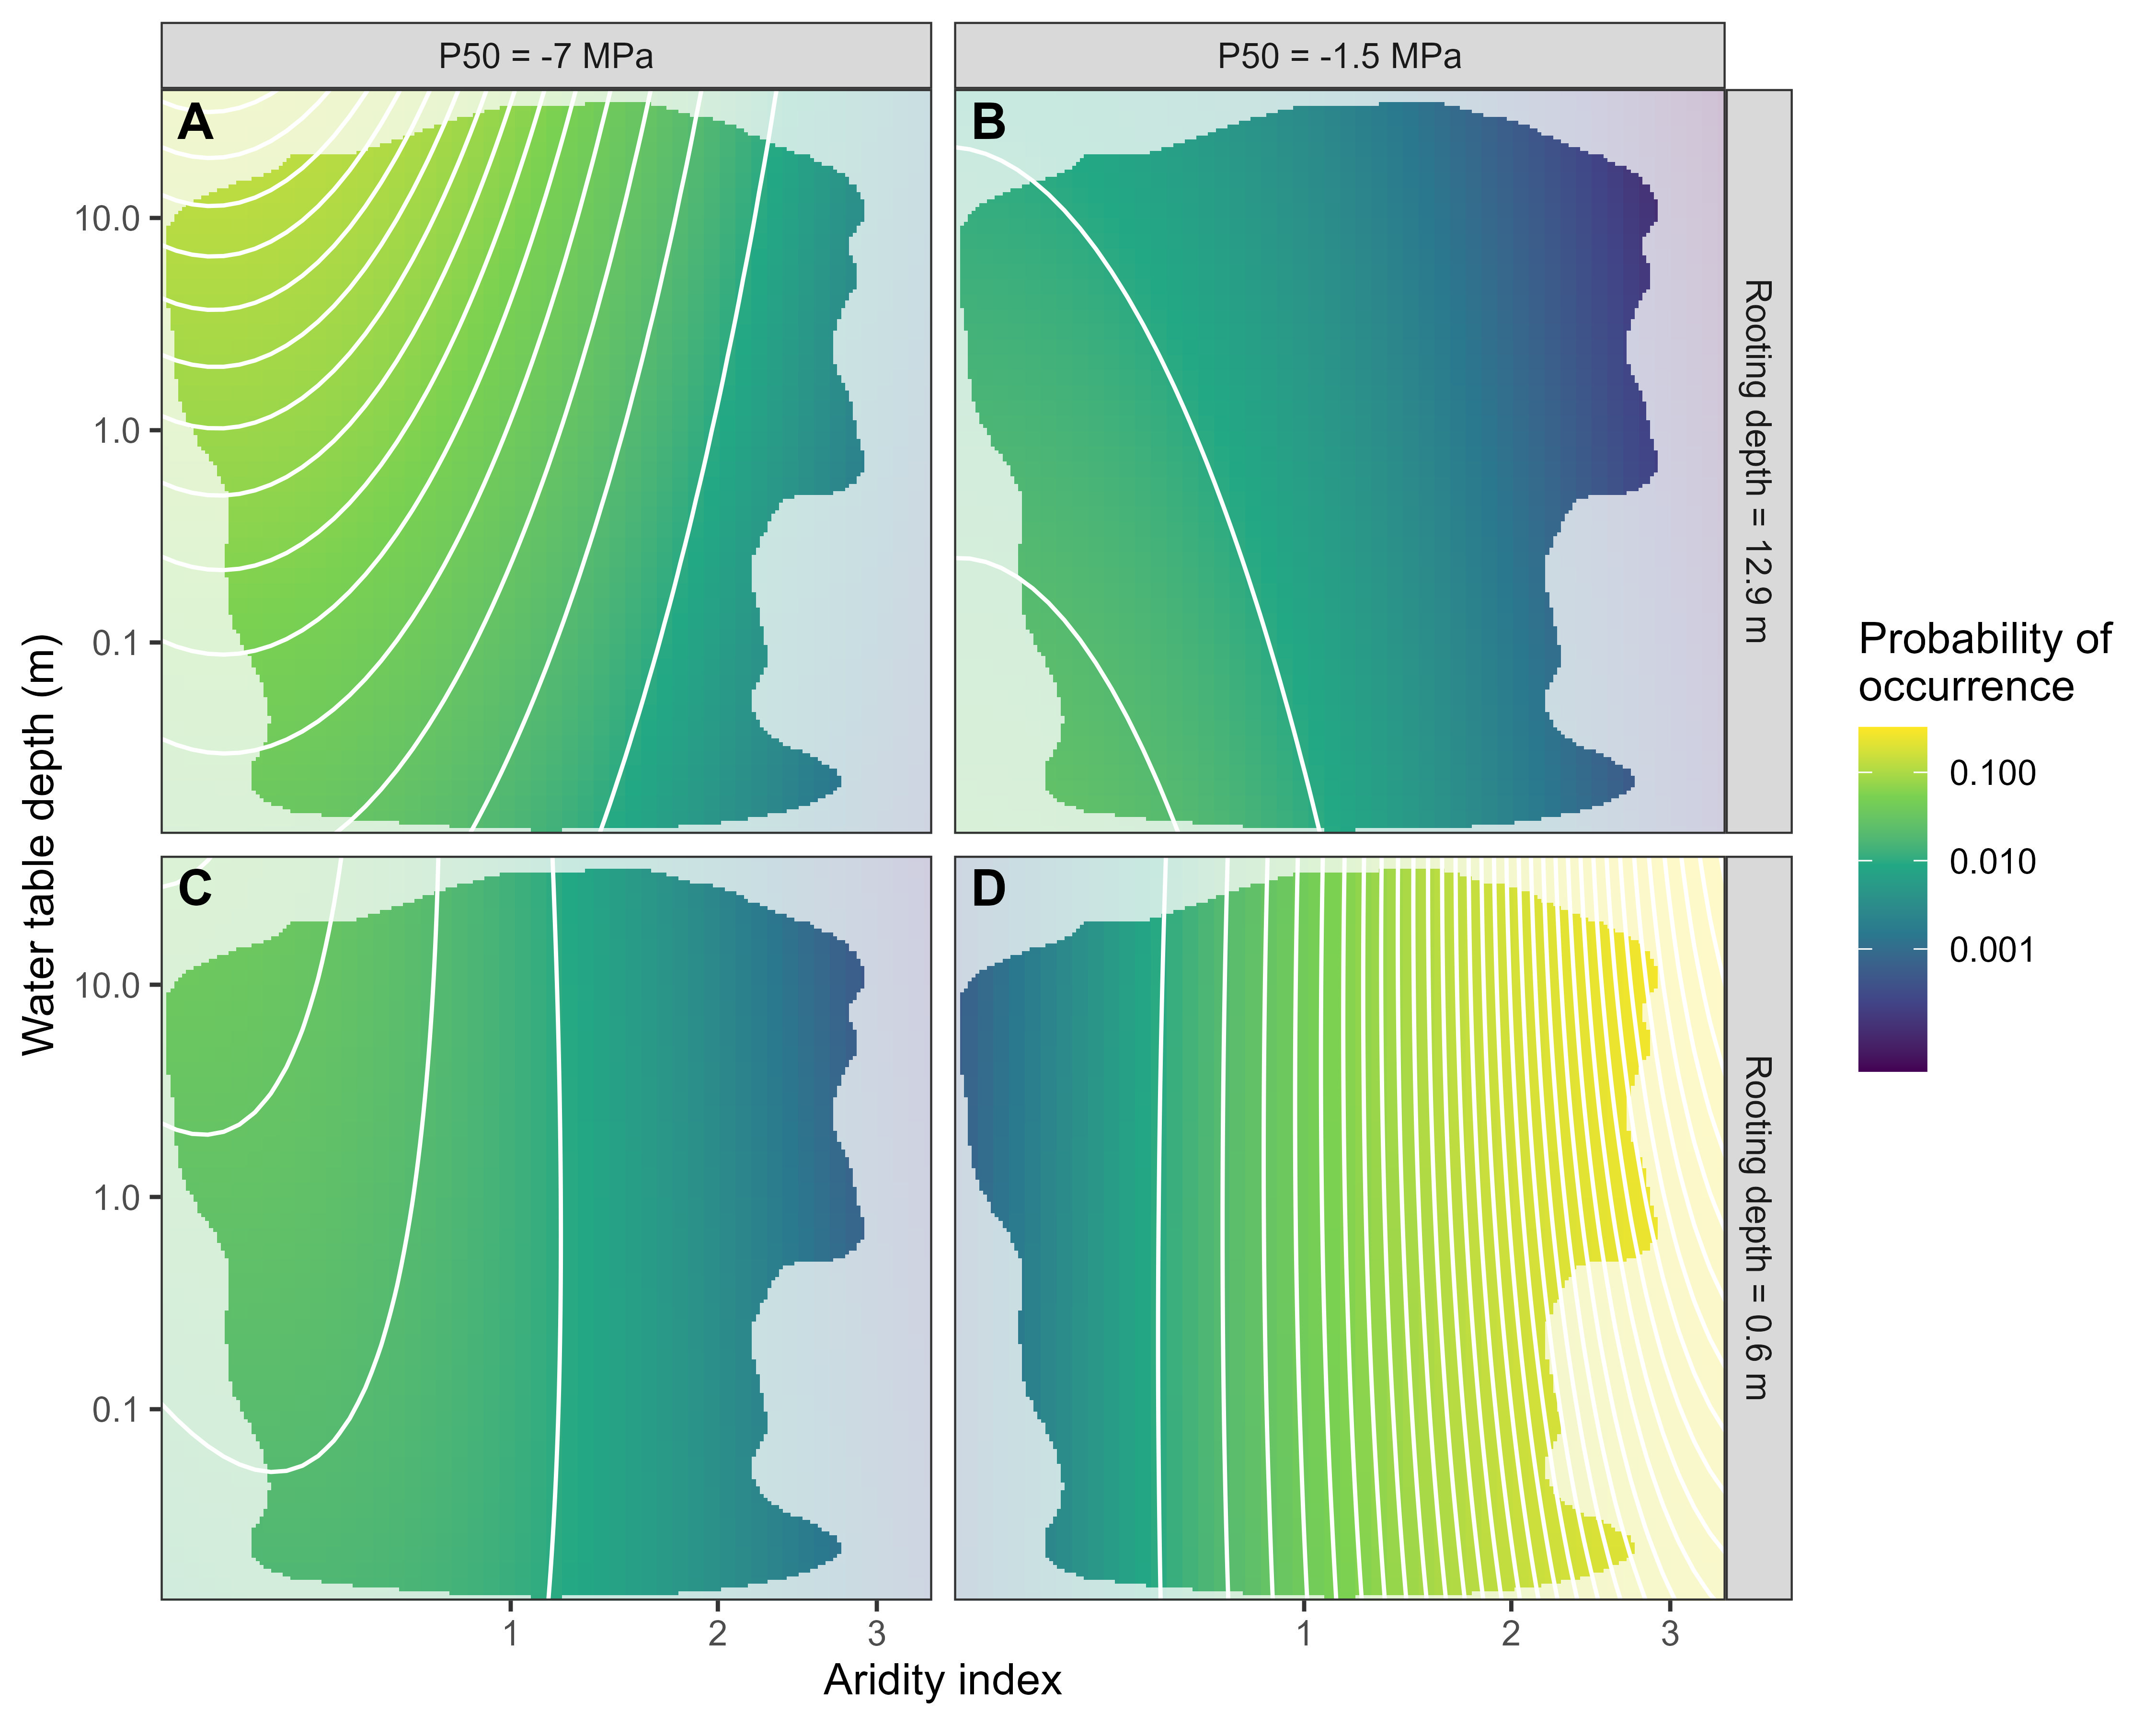 P50 = -7 MPa
P50 = -1.5 MPa
A
B
10.0
1.0
0.1
Rooting depth = 12.9 m
C
D
10.0
1.0
0.1
Rooting depth = 0.6 m
Water table depth (m)
1
2
3
1
2
3
Aridity index
Probability of
occurrence
0.100
0.010
0.001